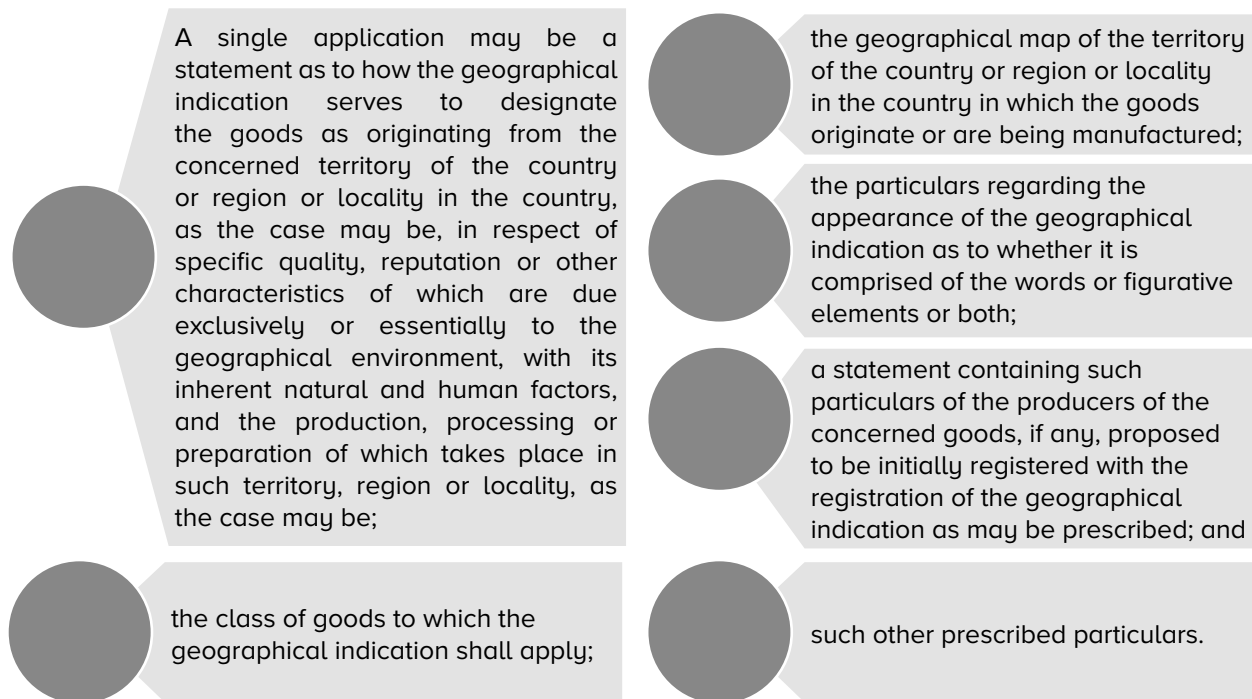 A single application may be a
statement as to how the geographical
indication serves to designate
the goods as originating from the
concerned territory of the country
or region or locality in the country,
as the case may be, in respect of
specific quality, reputation or other
characteristics of which are due
exclusively or essentially to the
geographical environment, with its
inherent natural and human factors,
and the production, processing or
preparation of which takes place in
such territory, region or locality, as
the case may be;
the class of goods to which the
geographical indication shall apply;
the geographical map of the territory
of the country or region or locality
in the country in which the goods
originate or are being manufactured;
the particulars regarding the
appearance of the geographical
indication as to whether it is
comprised of the words or figurative
elements or both;
a statement containing such
particulars of the producers of the
concerned goods, if any, proposed
to be initially registered with the
registration of the geographical
indication as may be prescribed; and
such other prescribed particulars.